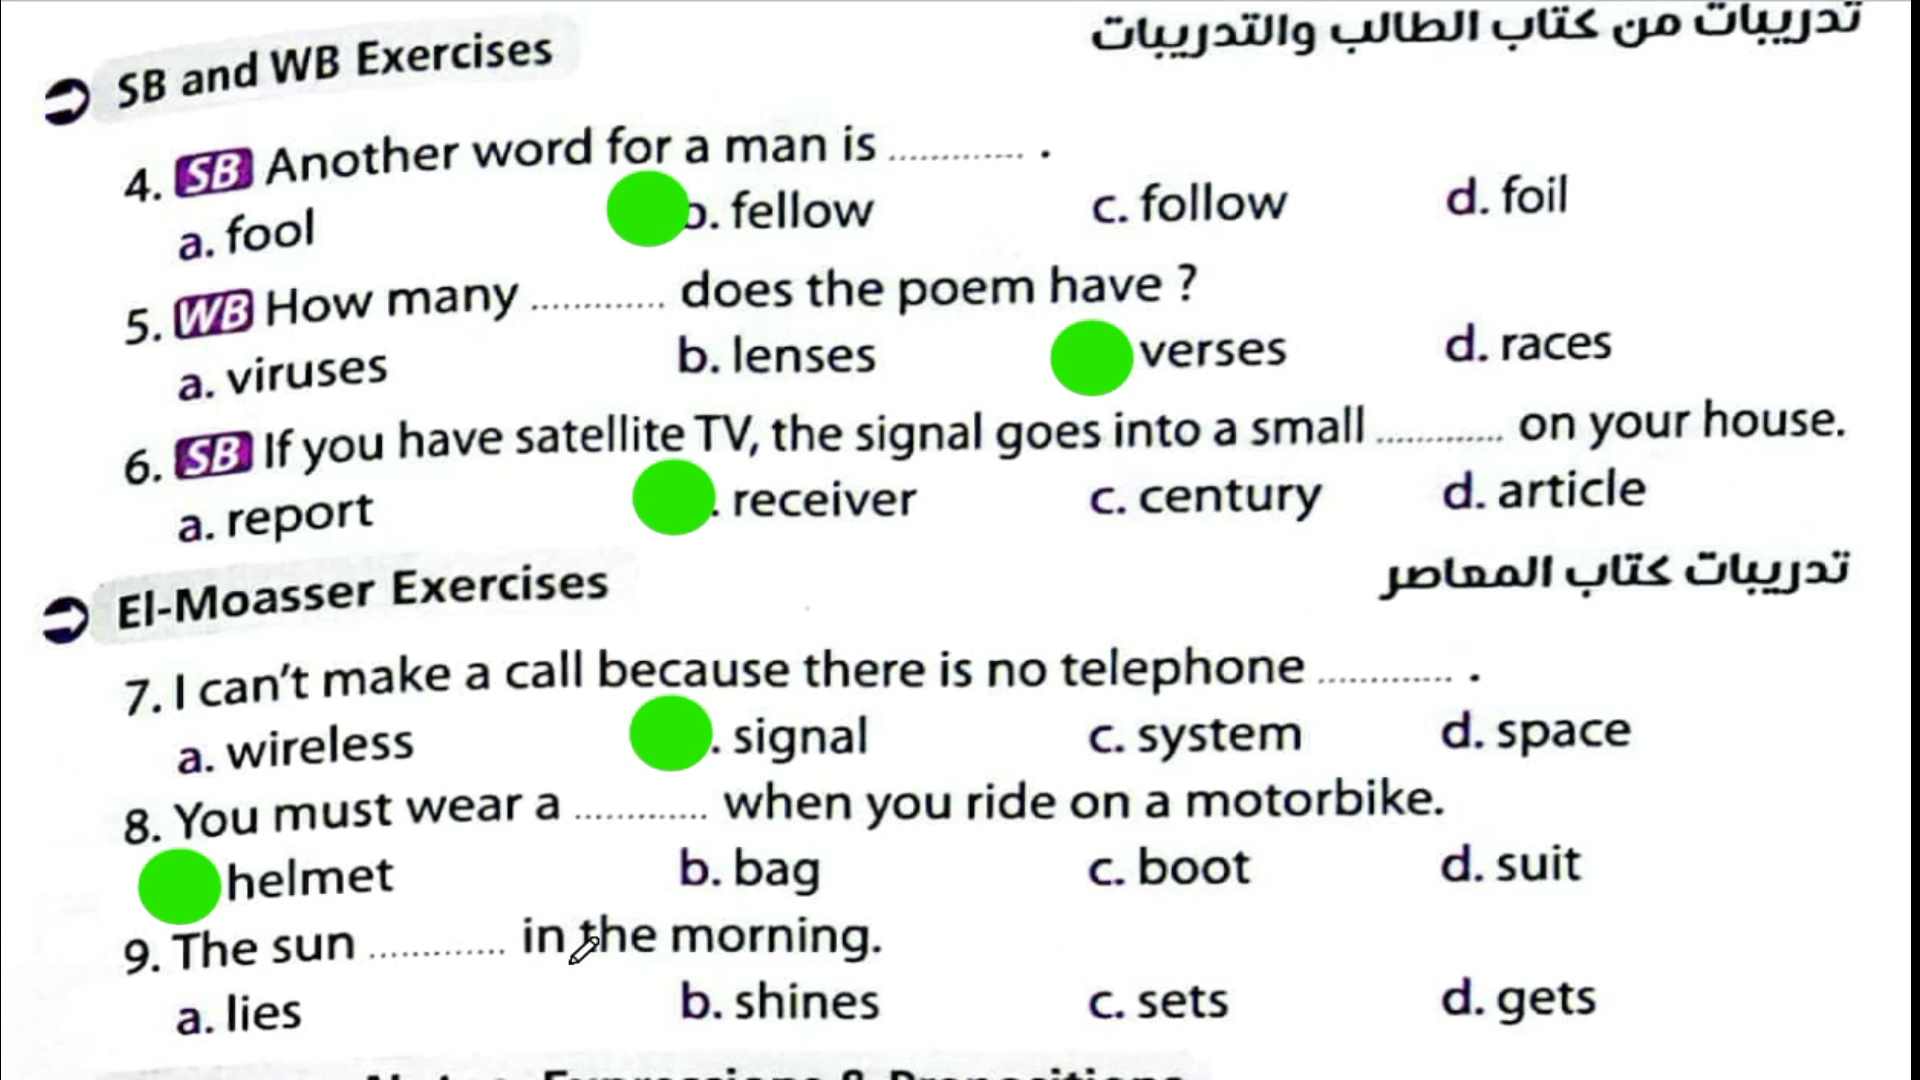 SB and WB Exercises تدريبات من كتاب الطالب والتدريبات
4. SB Another word for a man is ............. .
a. fool b. fellow c. follow d. foil
5. WB How many ............. does the poem have ?
a. viruses b. lenses verses d. races
6. SB If you have satellite TV, the signal goes into a small ............. on your house.
a. report . receiver c. century d. article
El-Moasser Exercises تدريبات كتاب المعاصر
7. I can't make a call because there is no telephone ............. .
a. wireless . signal c. system d. space
8. You must wear a ............. when you ride on a motorbike.
helmet b. bag c. boot d. suit
9. The sun ............. in the morning.
a. lies b. shines c. sets d. gets